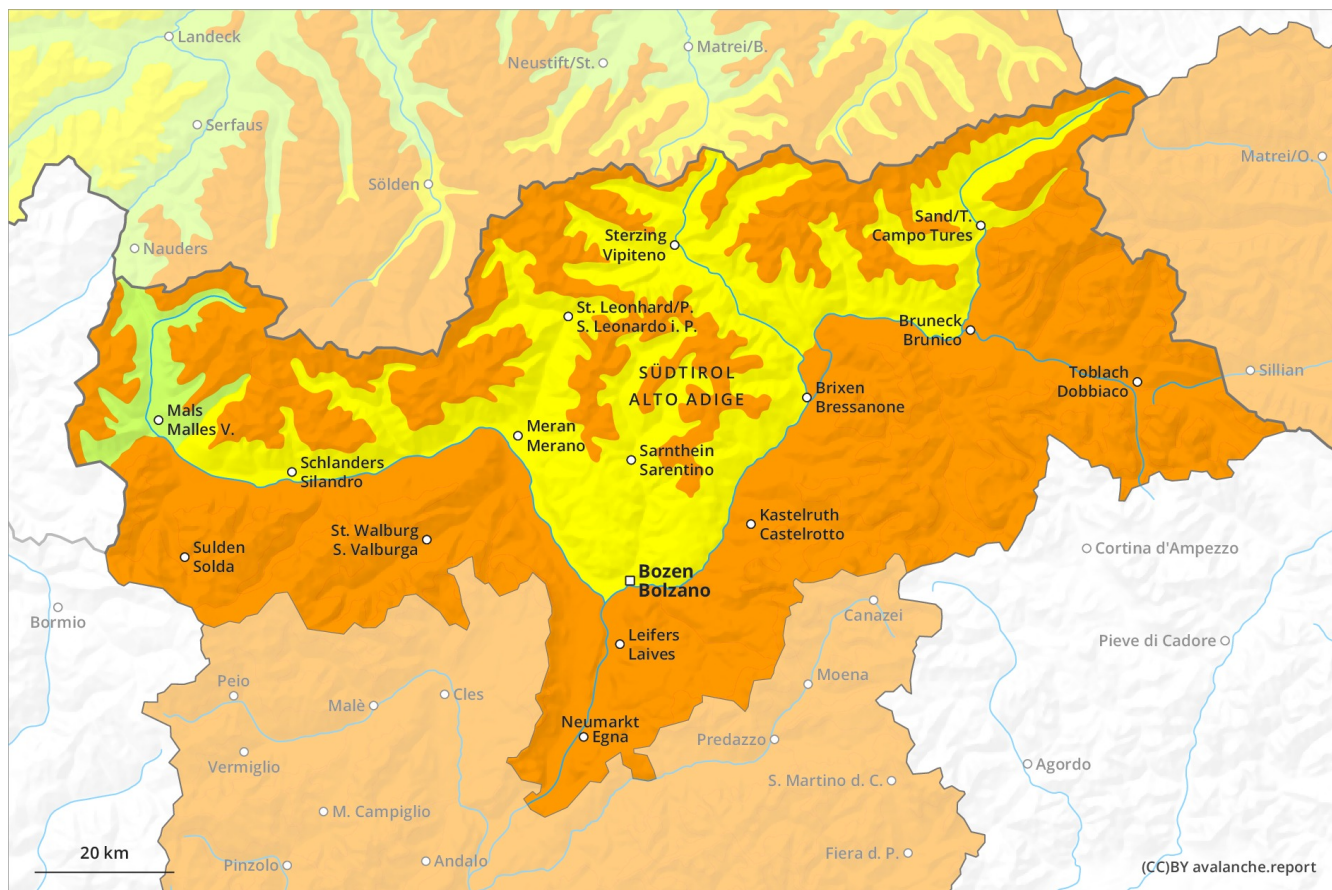 Landeck
Matrei/B.
Neustift/St.
Serfaus
Matrei/O.
Sölden
Sand/T.
Campo Tures
Nauders
Sterzing
Vipiteno
St. Leonhard/P.
S. Leonardo i. P.
Bruneck
Brunico
SÜDTIROL
ALTO ADIGE
Toblach
Dobbiaco
Sillian
Brixen
Bressanone
Mals
Malles V.
Meran
Merano
Sarnthein
Sarentino
Schlanders
Silandro
Kastelruth
Castelrotto
St. Walburg
S. Valburga
Sulden
Solda
Cortina d'Ampezzo
Bozen
Bolzano
Bormio
Canazei
Leifers
Laives
Pieve di Cadore
Moena
Peio
Cles
Malè
Neumarkt
Egna
Predazzo
Vermiglio
Agordo
S. Martino d. C.
M. Campiglio
20 km
Andalo
Fiera d. P.
Pinzolo
(CC)BY avalanche.report